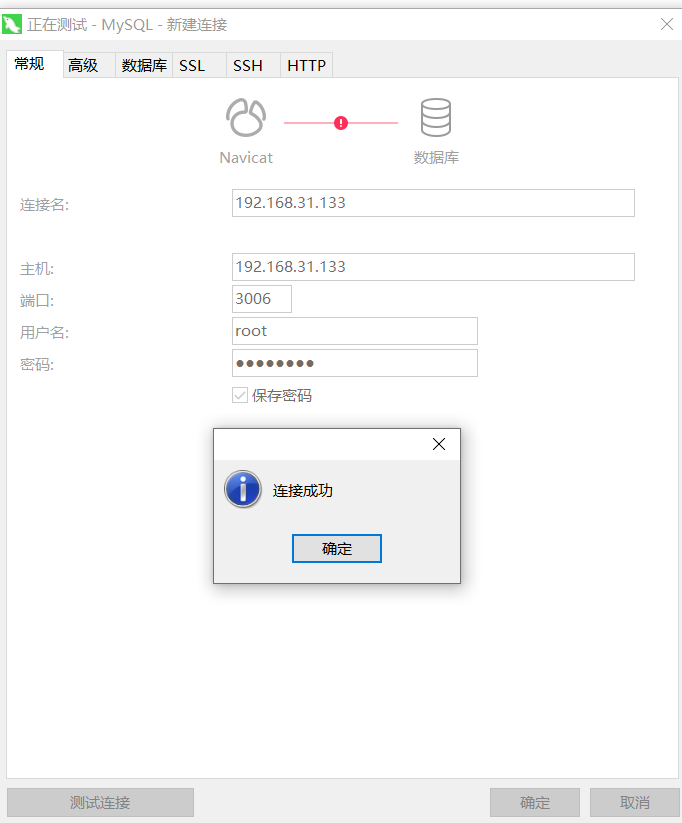 正在测试 - MySQL - 新建连接
常规 高级 数据库 SSL SSH HTTP
Navicat 数据库
连接名: 192.168.31.133
主机: 192.168.31.133
端口: 3006
用户名: root
密码: ●●●●●●●●
保存密码
连接成功
确定
测试连接 确定 取消